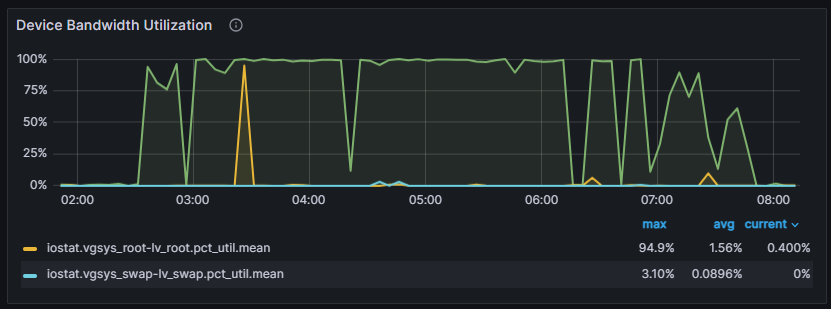 Device Bandwidth Utilization
100%
75%
50%
25%
0%
02:00 03:00 04:00 05:00 06:00 07:00 08:00
max avg current
iostat.vgsys_root-lv_root.pct_util.mean 94.9% 1.56% 0.400%
iostat.vgsys_swap-lv_swap.pct_util.mean 3.10% 0.0896% 0%